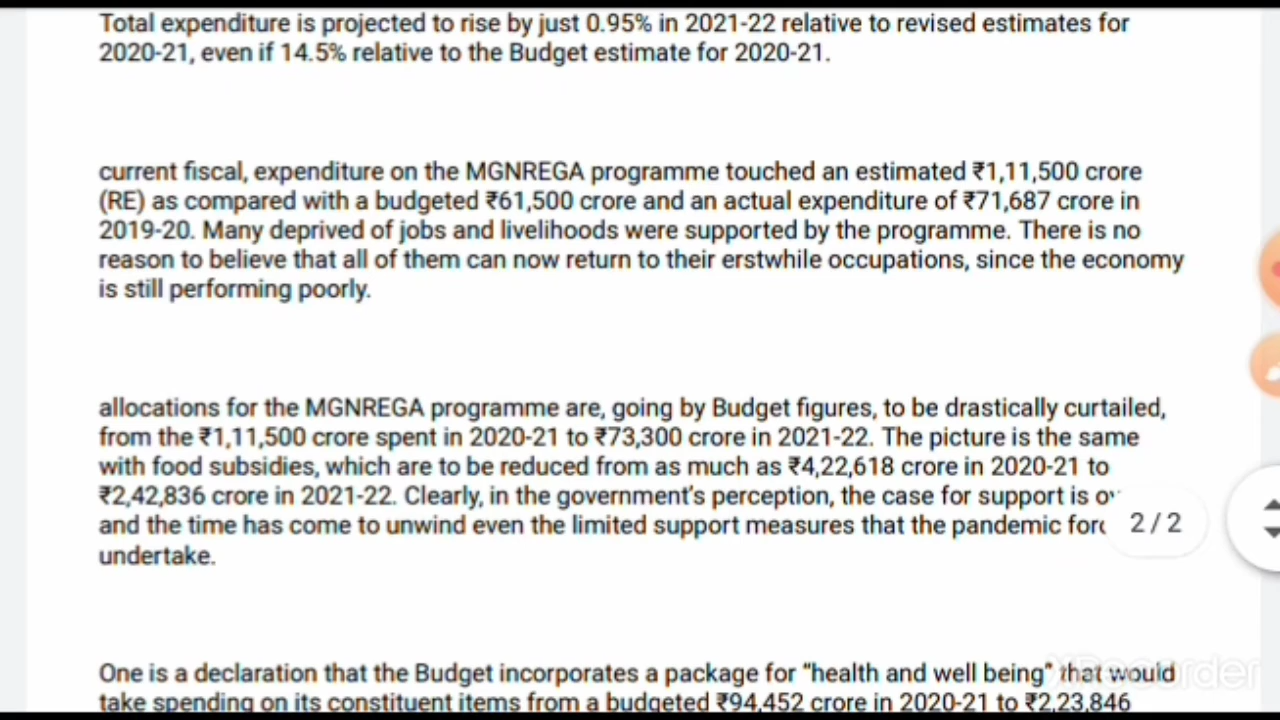 Total expenditure is projected to rise by just 0.95% in 2021-22 relative to revised estimates for
2020-21, even if 14.5% relative to the Budget estimate for 2020-21.
current fiscal, expenditure on the MGNREGA programme touched an estimated ₹1,11,500 crore
(RE) as compared with a budgeted ₹61,500 crore and an actual expenditure of ₹71,687 crore in
2019-20. Many deprived of jobs and livelihoods were supported by the programme. There is no
reason to believe that all of them can now return to their erstwhile occupations, since the economy
is still performing poorly.
allocations for the MGNREGA programme are, going by Budget figures, to be drastically curtailed,
from the ₹1,11,500 crore spent in 2020-21 to ₹73,300 crore in 2021-22. The picture is the same
with food subsidies, which are to be reduced from as much as ₹4,22,618 crore in 2020-21 to
₹2,42,836 crore in 2021-22. Clearly, in the government's perception, the case for support is
and the time has come to unwind even the limited support measures that the pandemic
2 / 2
undertake.
One is a declaration that the Budget incorporates a package for "health and well being" that would
take spending on its constituent items from a budgeted ₹94,452 crore in 2020-21 to ₹2,23,846
XRecorder